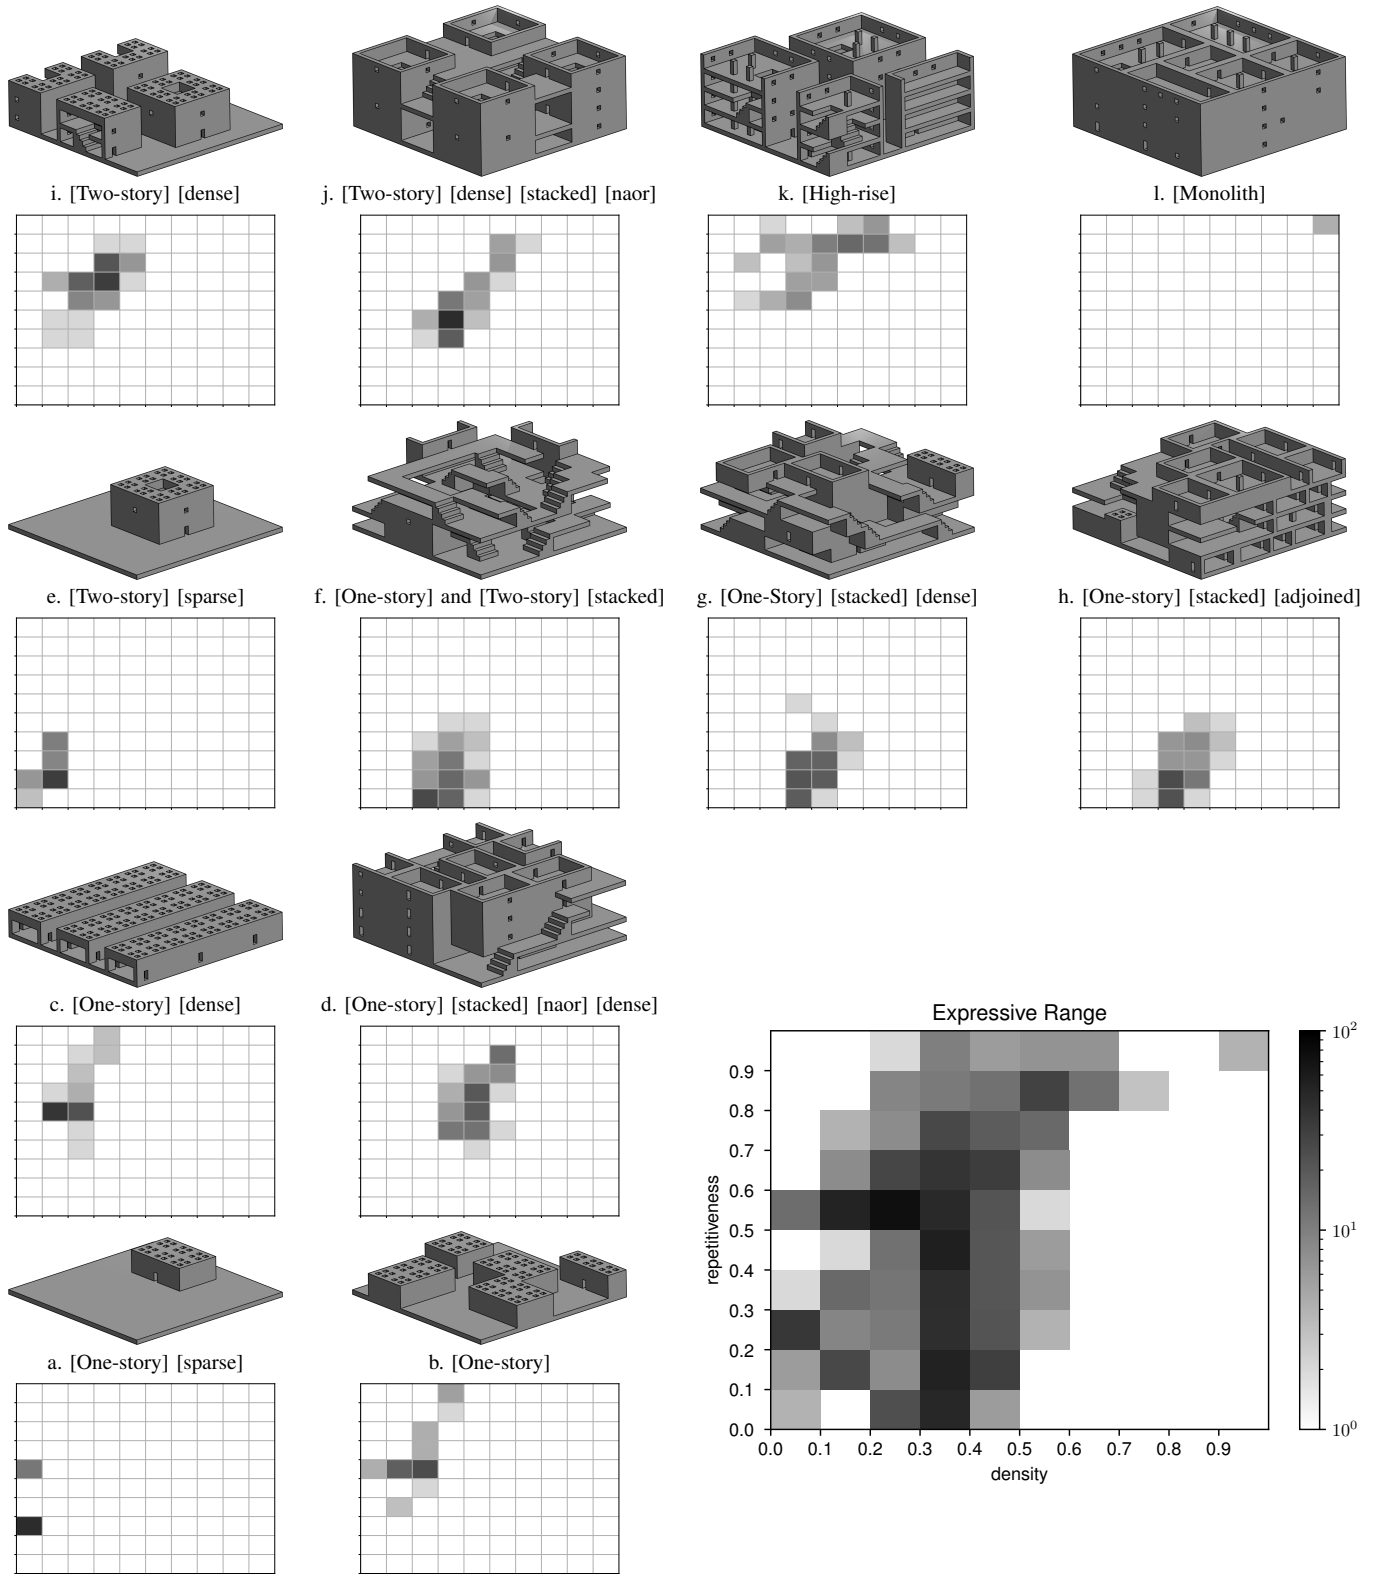 i. [Two-story] [dense]
j. [Two-story] [dense] [stacked] [naor]
k. [High-rise]
l. [Monolith]
e. [Two-story] [sparse]
f. [One-story] and [Two-story] [stacked]
g. [One-Story] [stacked] [dense]
h. [One-story] [stacked] [adjoined]
c. [One-story] [dense]
d. [One-story] [stacked] [naor] [dense]
a. [One-story] [sparse]
b. [One-story]
Expressive Range
repetitiveness
0.9
0.8
0.7
0.6
0.5
0.4
0.3
0.2
0.1
0.0
0.0 0.1 0.2 0.3 0.4 0.5 0.6 0.7 0.8 0.9
density
10²
10¹
10⁰